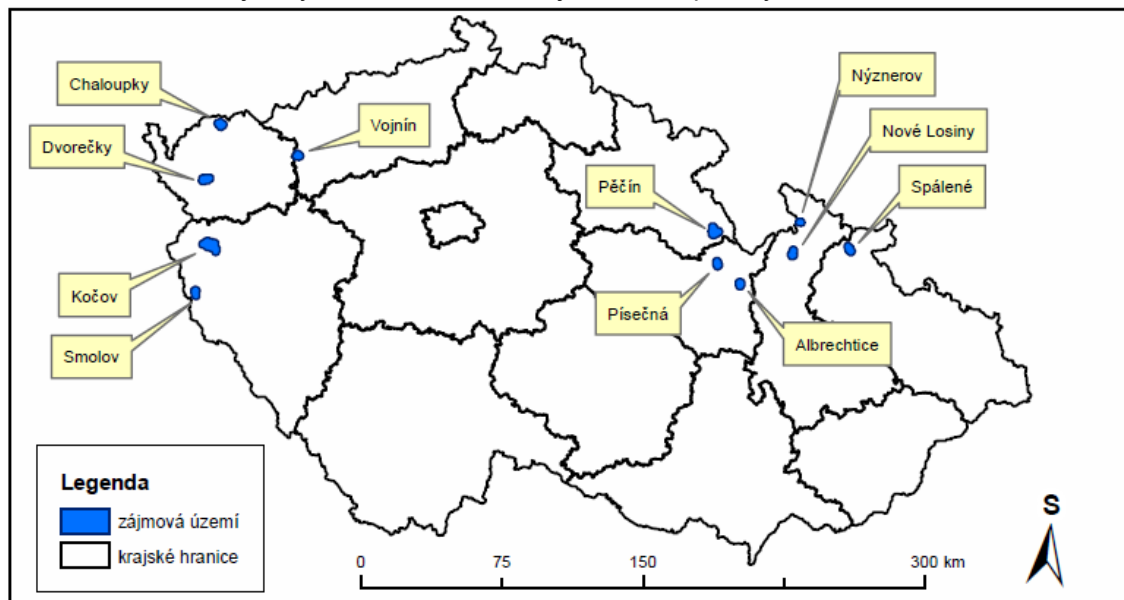 Chaloupky
Dvorečky
Vojnín
Kočov
Smolov
Nýznerov
Nové Losiny
Spálené
Pěčín
Písečná
Albrechtice
Legenda
zájmová území
krajské hranice
0 75 150 300 km
S